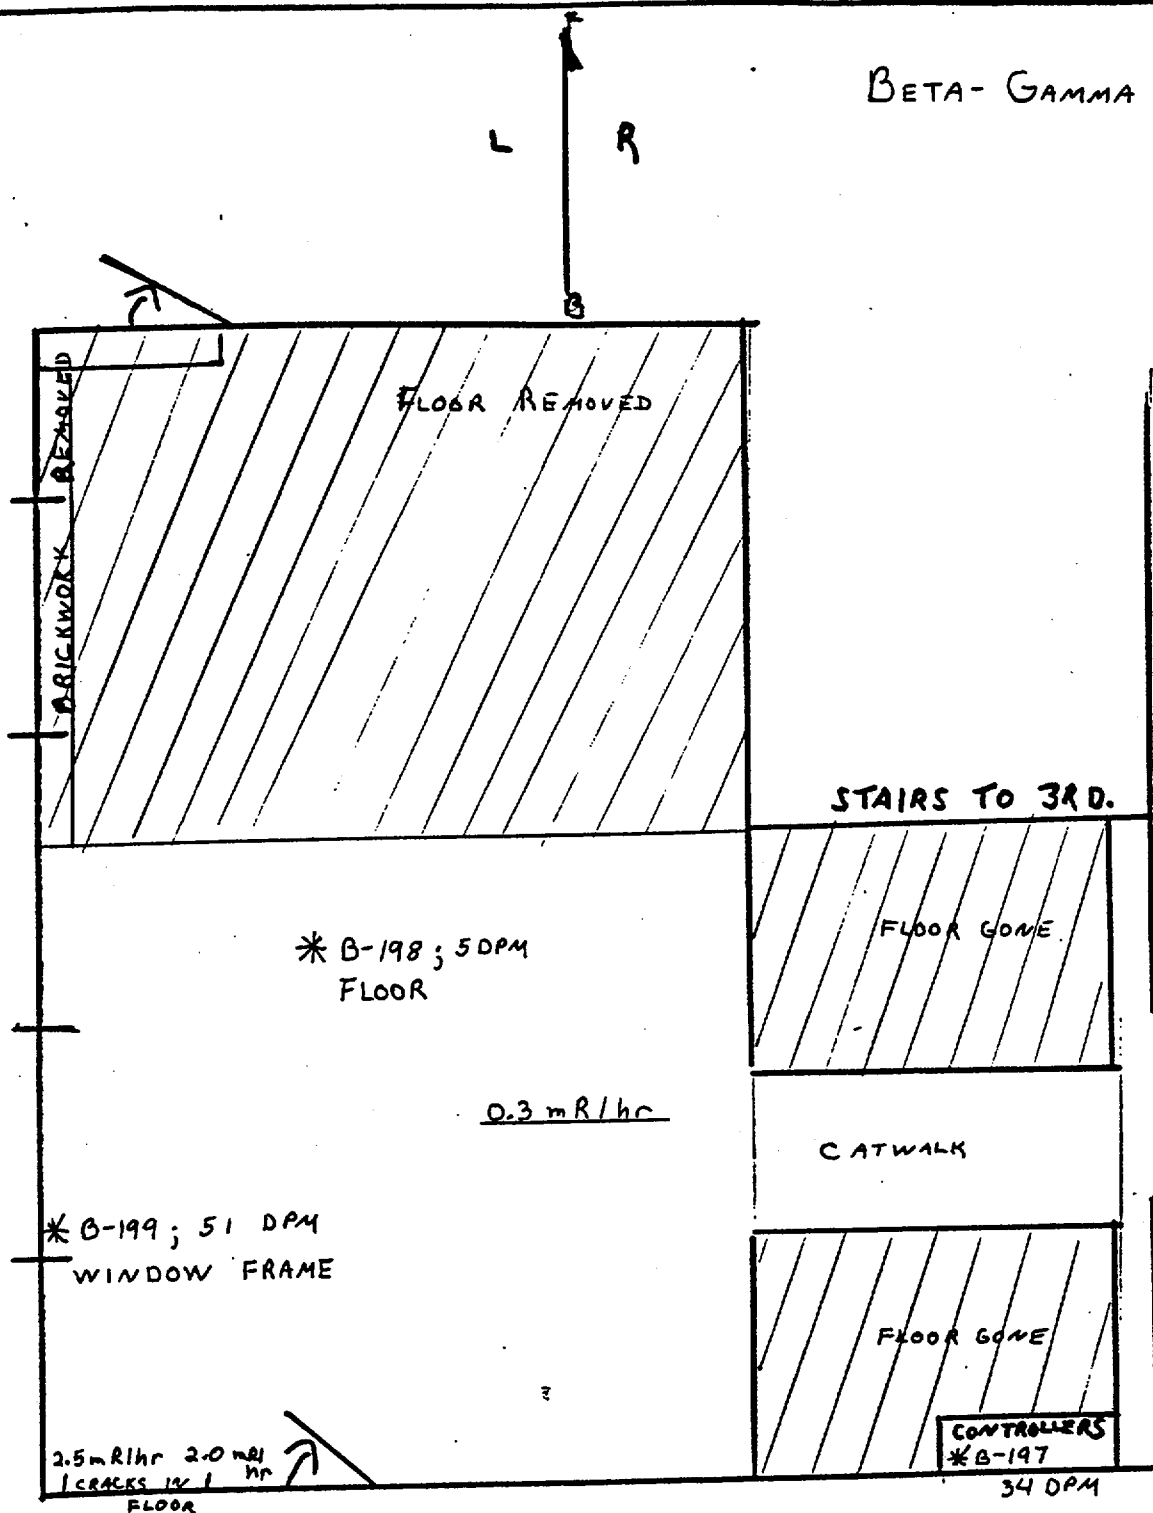 BETA-GAMMA
F
L R
B
BRICKWORK REMOVED
FLOOR REMOVED
STAIRS TO 3RD.
FLOOR GONE
* B-198; 5 DPM
FLOOR
0.3 mR/hr
CATWALK
* B-199; 51 DPM
WINDOW FRAME
FLOOR GONE
CONTROLLERS
* B-197
34 DPM
2.5mR/hr 2.0 mR/
hr
CRACKS IN
FLOOR